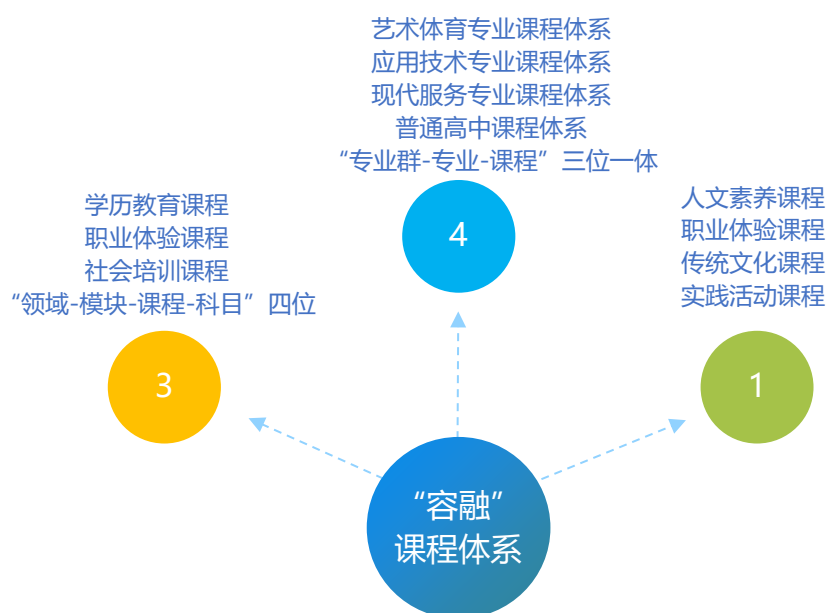 艺术体育专业课程体系
应用技术专业课程体系
现代服务专业课程体系
普通高中课程体系
“专业群-专业-课程”三位一体
4
学历教育课程
职业体验课程
社会培训课程
“领域-模块-课程-科目”四位
3
人文素养课程
职业体验课程
传统文化课程
实践活动课程
1
“容融”
课程体系